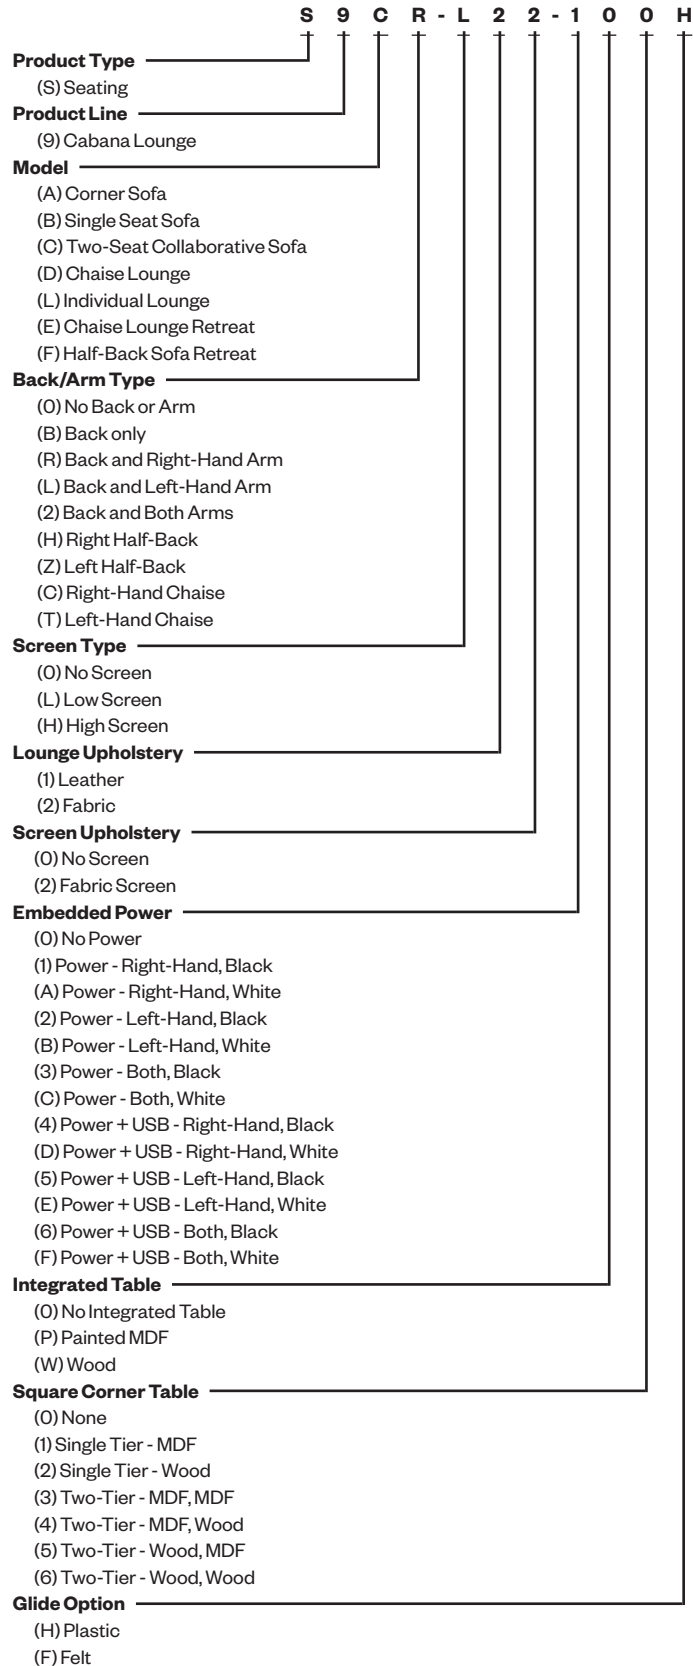 S 9 C R - L 2 2 - 1 0 0 H
Product Type
(S) Seating
Product Line
(9) Cabana Lounge
Model
(A) Corner Sofa
(B) Single Seat Sofa
(C) Two-Seat Collaborative Sofa
(D) Chaise Lounge
(L) Individual Lounge
(E) Chaise Lounge Retreat
(F) Half-Back Sofa Retreat
Back/Arm Type
(0) No Back or Arm
(B) Back only
(R) Back and Right-Hand Arm
(L) Back and Left-Hand Arm
(2) Back and Both Arms
(H) Right Half-Back
(Z) Left Half-Back
(C) Right-Hand Chaise
(T) Left-Hand Chaise
Screen Type
(0) No Screen
(L) Low Screen
(H) High Screen
Lounge Upholstery
(1) Leather
(2) Fabric
Screen Upholstery
(0) No Screen
(2) Fabric Screen
Embedded Power
(0) No Power
(1) Power - Right-Hand, Black
(A) Power - Right-Hand, White
(2) Power - Left-Hand, Black
(B) Power - Left-Hand, White
(3) Power - Both, Black
(C) Power - Both, White
(4) Power + USB - Right-Hand, Black
(D) Power + USB - Right-Hand, White
(5) Power + USB - Left-Hand, Black
(E) Power + USB - Left-Hand, White
(6) Power + USB - Both, Black
(F) Power + USB - Both, White
Integrated Table
(0) No Integrated Table
(P) Painted MDF
(W) Wood
Square Corner Table
(0) None
(1) Single Tier - MDF
(2) Single Tier - Wood
(3) Two-Tier - MDF, MDF
(4) Two-Tier - MDF, Wood
(5) Two-Tier - Wood, MDF
(6) Two-Tier - Wood, Wood
Glide Option
(H) Plastic
(F) Felt